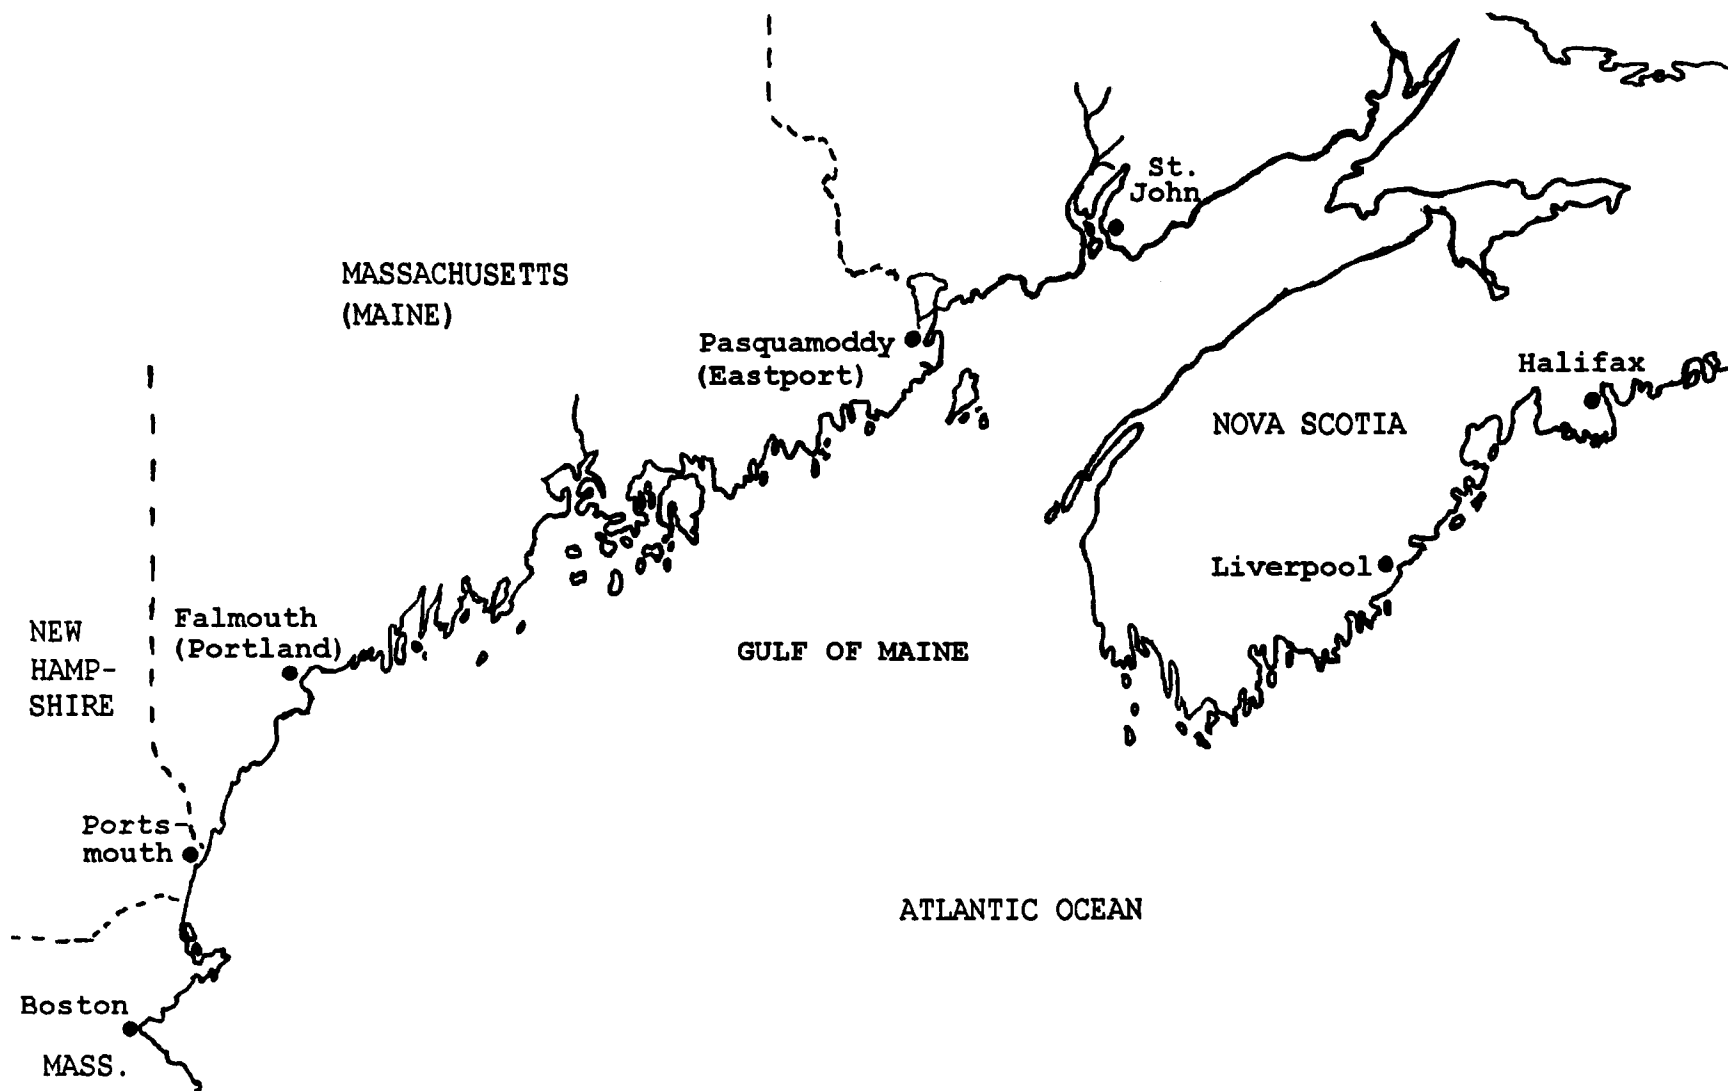 St.
John
MASSACHUSETTS
(MAINE)
Pasquamoddy
(Eastport)
Halifax
NOVA SCOTIA
Liverpool
Falmouth
(Portland)
NEW
HAMP-
SHIRE
GULF OF MAINE
Ports-
mouth
ATLANTIC OCEAN
Boston
MASS.